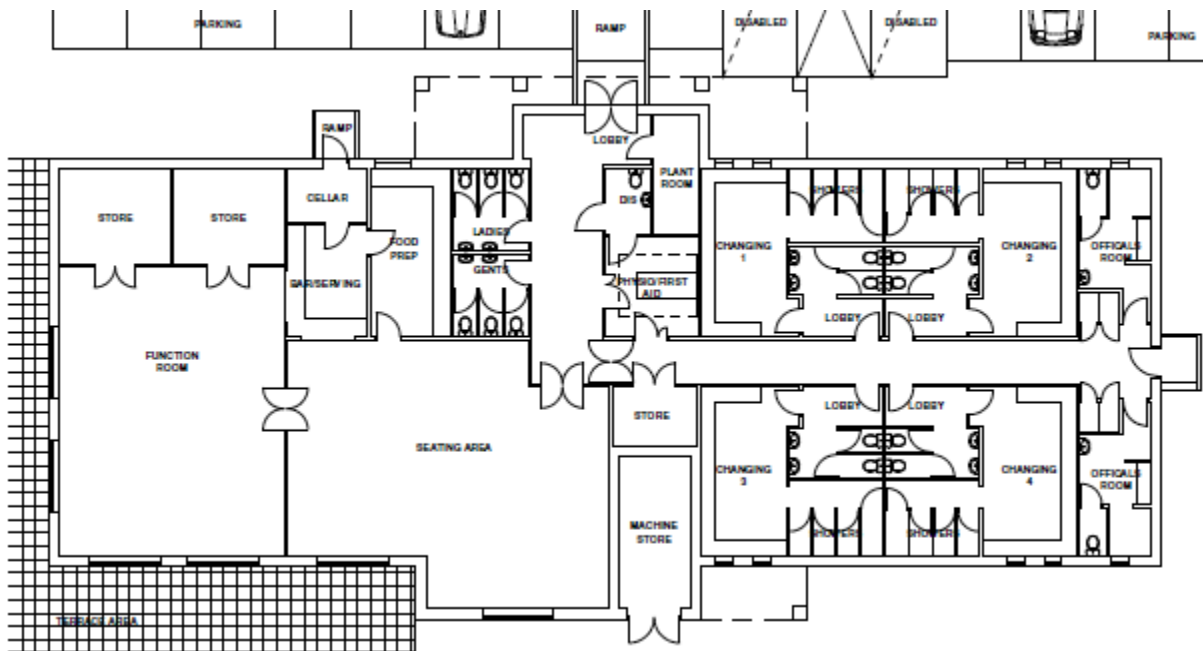 PARKING
RAMP
DISABLED
DISABLED
PARKING
RAMP
LOBBY
STORE
STORE
CELLAR
FOOD
PREP
LADIES
GENTS
DIS
PLANT
ROOM
SHOWERS
SHOWERS
CHANGING
1
CHANGING
2
OFFICALS
ROOM
BAR/SERVING
PHYSIO/FIRST
AID
LOBBY
LOBBY
FUNCTION
ROOM
SEATING AREA
STORE
LOBBY
LOBBY
CHANGING
3
CHANGING
4
OFFICALS
ROOM
MACHINE
STORE
SHOWERS
SHOWERS
TERRACE AREA